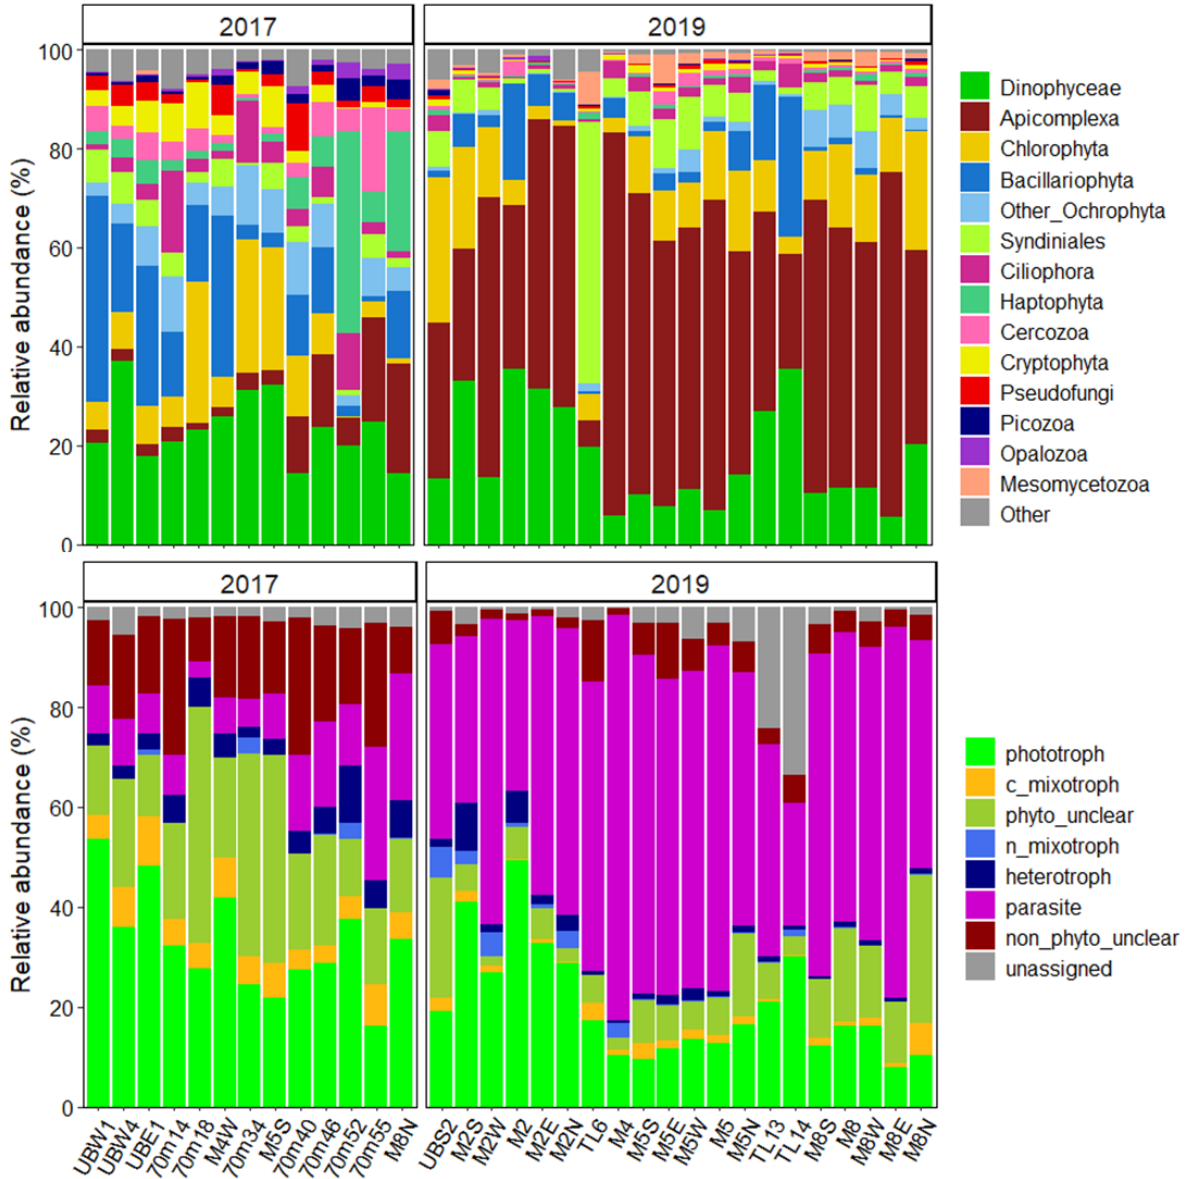 2017
2019
Relative abundance (%)
100
80
60
40
20
0
Dinophyceae
Apicomplexa
Chlorophyta
Bacillariophyta
Other_Ochrophyta
Syndiniales
Ciliophora
Haptophyta
Cercozoa
Cryptophyta
Pseudofungi
Picozoa
Opalozoa
Mesomycetozoa
Other
2017
2019
Relative abundance (%)
100
80
60
40
20
0
phototroph
c_mixotroph
phyto_unclear
n_mixotroph
heterotroph
parasite
non_phyto_unclear
unassigned
UBW1
UBW4
UBE1
70m14
70m18
M4W
70m34
M5S
70m40
70m46
70m52
70m55
M8N
UBS2
M2S
M2W
M2
M2E
M2N
TL6
M4
M5S
M5E
M5W
M5
M5N
TL13
TL14
M8S
M8
M8W
M8E
M8N